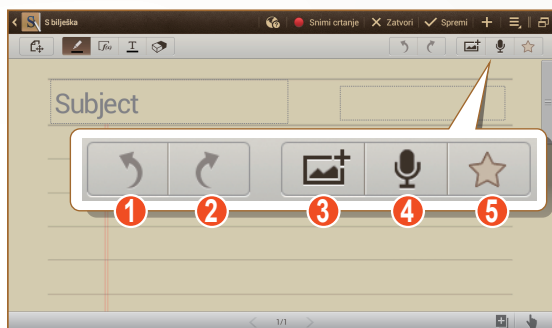 S bilješka Snimi crtanje Zatvori Spremi
f(x) T
Subject
1 2 3 4 5
1/1